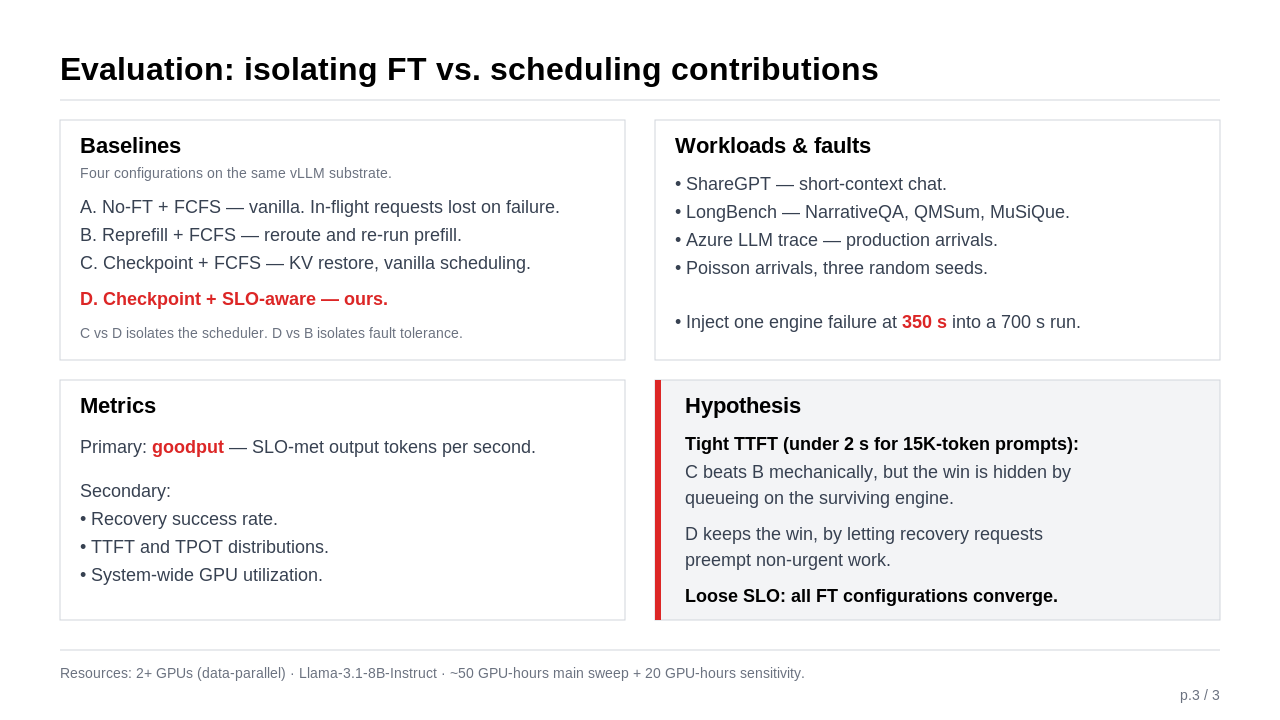 Evaluation: isolating FT vs. scheduling contributions
Baselines
Four configurations on the same vLLM substrate.
A. No-FT + FCFS — vanilla. In-flight requests lost on failure.
B. Reprefill + FCFS — reroute and re-run prefill.
C. Checkpoint + FCFS — KV restore, vanilla scheduling.
D. Checkpoint + SLO-aware — ours.
C vs D isolates the scheduler. D vs B isolates fault tolerance.
Workloads & faults
• ShareGPT — short-context chat.
• LongBench — NarrativeQA, QMSum, MuSiQue.
• Azure LLM trace — production arrivals.
• Poisson arrivals, three random seeds.
• Inject one engine failure at 350 s into a 700 s run.
Metrics
Primary: goodput — SLO-met output tokens per second.
Secondary:
• Recovery success rate.
• TTFT and TPOT distributions.
• System-wide GPU utilization.
Hypothesis
Tight TTFT (under 2 s for 15K-token prompts):
C beats B mechanically, but the win is hidden by
queueing on the surviving engine.
D keeps the win, by letting recovery requests
preempt non-urgent work.
Loose SLO: all FT configurations converge.
Resources: 2+ GPUs (data-parallel) · Llama-3.1-8B-Instruct · ~50 GPU-hours main sweep + 20 GPU-hours sensitivity.
p.3 / 3